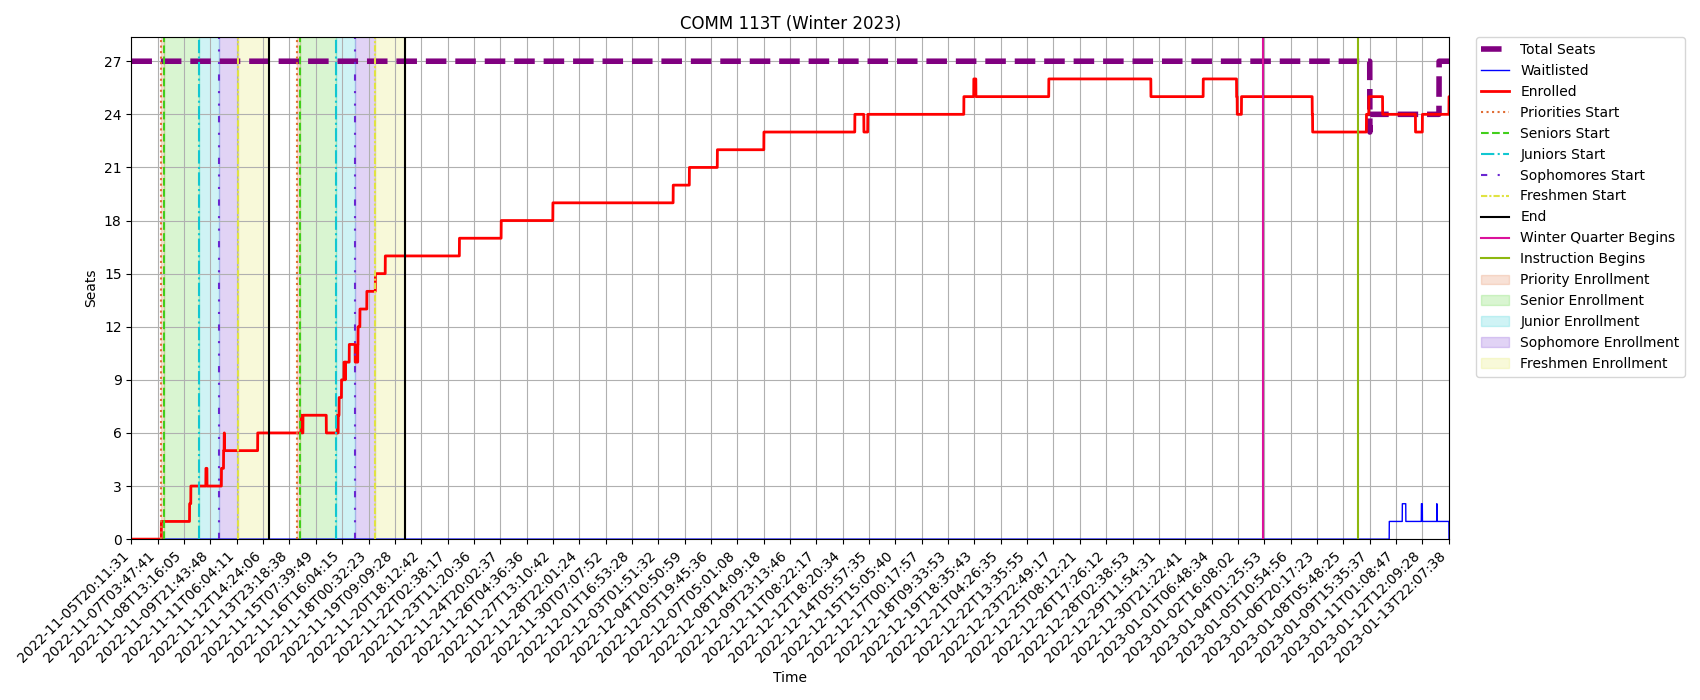 COMM 113T (Winter 2023)
Seats
27
24
21
18
15
12
9
6
3
0
2022-11-05T20:11:31
2022-11-07T03:47:41
2022-11-08T13:16:05
2022-11-09T21:43:48
2022-11-11T06:04:11
2022-11-12T14:24:06
2022-11-13T23:18:39
2022-11-15T07:39:49
2022-11-16T16:04:15
2022-11-18T00:32:23
2022-11-19T09:09:28
2022-11-20T18:12:42
2022-11-22T02:38:17
2022-11-23T11:20:36
2022-11-24T20:02:37
2022-11-26T04:36:36
2022-11-27T13:10:42
2022-11-28T22:01:24
2022-11-30T07:07:52
2022-12-01T16:53:28
2022-12-03T01:51:32
2022-12-04T10:50:59
2022-12-05T19:45:36
2022-12-07T05:01:08
2022-12-08T14:09:18
2022-12-09T23:13:46
2022-12-11T08:22:17
2022-12-12T18:20:34
2022-12-14T05:57:35
2022-12-15T15:05:40
2022-12-17T00:17:57
2022-12-18T09:33:53
2022-12-19T18:35:43
2022-12-21T04:26:35
2022-12-22T13:35:55
2022-12-23T22:49:17
2022-12-25T08:12:21
2022-12-26T17:26:12
2022-12-28T02:38:53
2022-12-29T11:54:31
2022-12-30T21:22:41
2023-01-01T06:48:34
2023-01-02T16:08:02
2023-01-04T01:25:53
2023-01-05T10:54:56
2023-01-06T20:17:23
2023-01-08T05:48:25
2023-01-09T15:35:37
2023-01-11T01:08:47
2023-01-12T12:09:28
2023-01-13T22:07:38
Time
Total Seats
Waitlisted
Enrolled
Priorities Start
Seniors Start
Juniors Start
Sophomores Start
Freshmen Start
End
Winter Quarter Begins
Instruction Begins
Priority Enrollment
Senior Enrollment
Junior Enrollment
Sophomore Enrollment
Freshmen Enrollment